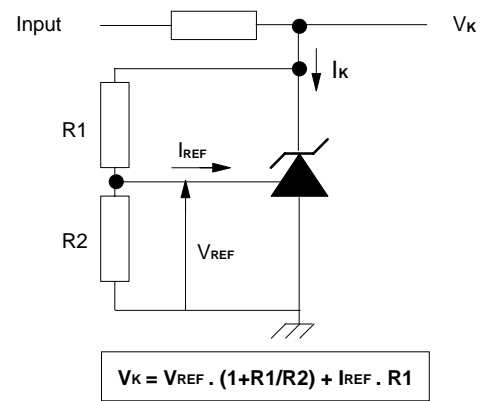 Input
VK
IK
R1
IREF
R2
VREF
VK = VREF . (1+R1/R2) + IREF . R1